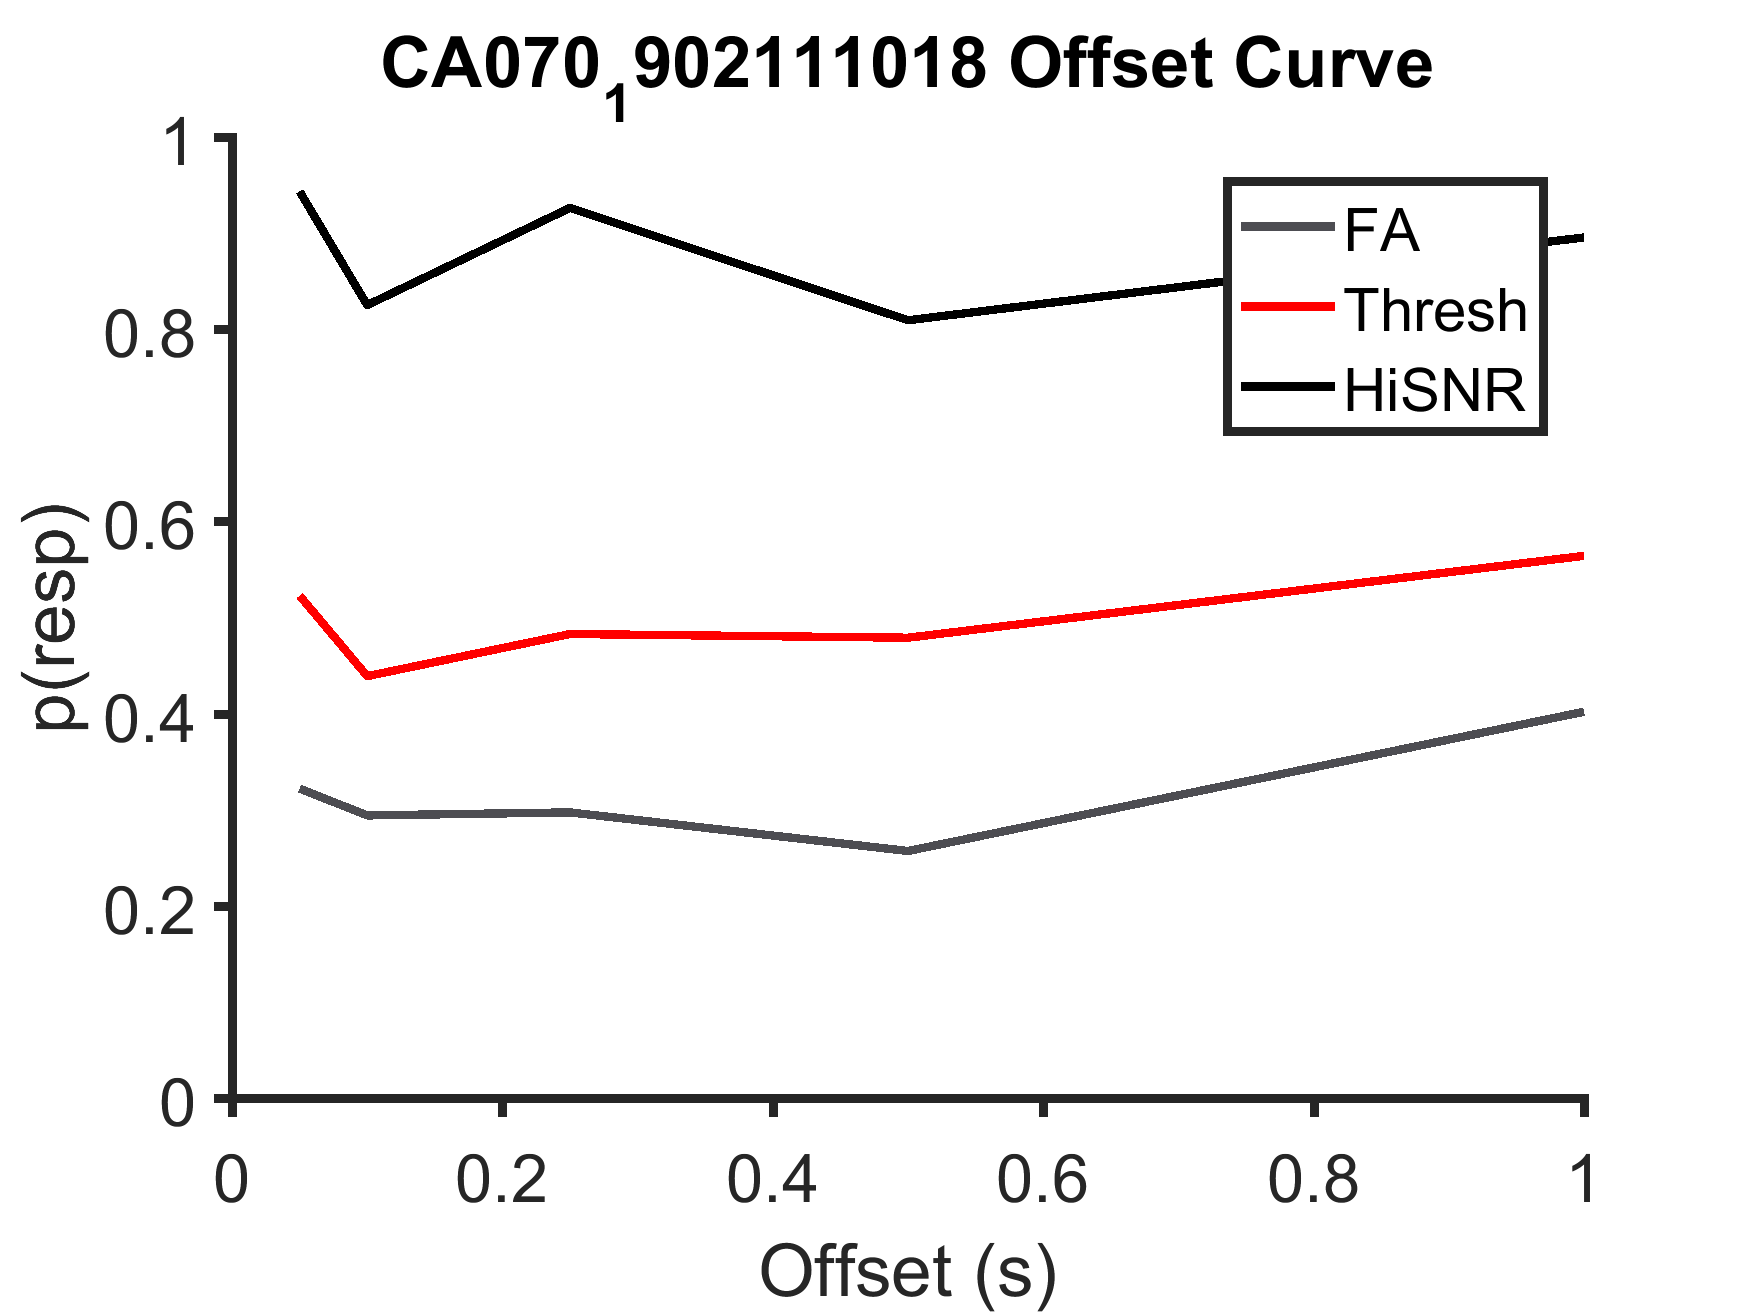 CA070₁902111018 Offset Curve
1
0.8
0.6
0.4
0.2
0
p(resp)
FA
Thresh
HiSNR
0 0.2 0.4 0.6 0.8 1
Offset (s)